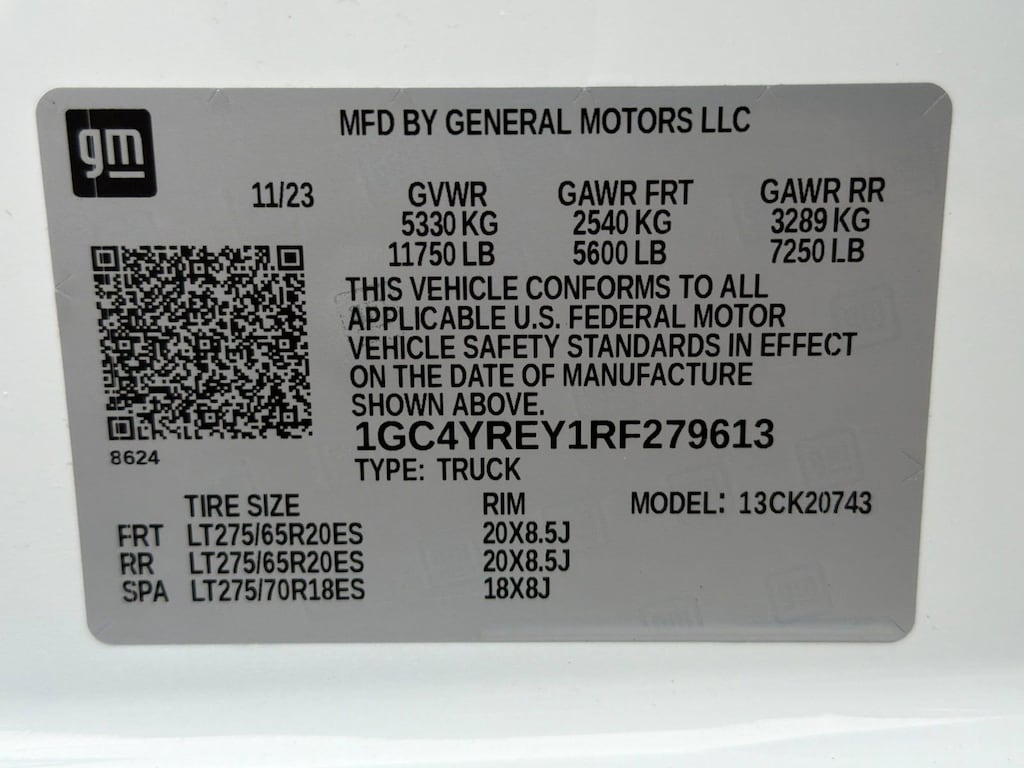 gm
MFD BY GENERAL MOTORS LLC
11/23 GVWR GAWR FRT GAWR RR
5330 KG 2540 KG 3289 KG
11750 LB 5600 LB 7250 LB
THIS VEHICLE CONFORMS TO ALL
APPLICABLE U.S. FEDERAL MOTOR
VEHICLE SAFETY STANDARDS IN EFFECT
ON THE DATE OF MANUFACTURE
SHOWN ABOVE.
1GC4YREY1RF279613
8624
TYPE: TRUCK
TIRE SIZE RIM MODEL: 13CK20743
FRT LT275/65R20ES 20X8.5J
RR LT275/65R20ES 20X8.5J
SPA LT275/70R18ES 18X8J